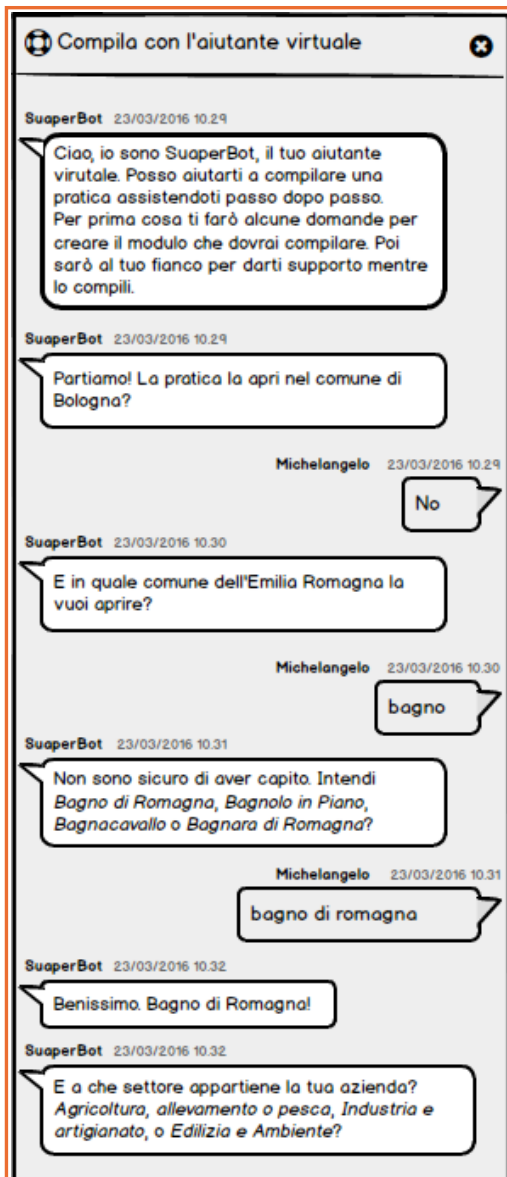 Compila con l'aiutante virtuale
SuaperBot 23/03/2016 10.29
Ciao, io sono SuaperBot, il tuo aiutante
virutale. Posso aiutarti a compilare una
pratica assistendoti passo dopo passo.
Per prima cosa ti farò alcune domande per
creare il modulo che dovrai compilare. Poi
sarò al tuo fianco per darti supporto mentre
lo compili.
SuaperBot 23/03/2016 10.29
Partiamo! La pratica la apri nel comune di
Bologna?
Michelangelo 23/03/2016 10.29
No
SuaperBot 23/03/2016 10.30
E in quale comune dell'Emilia Romagna la
vuoi aprire?
Michelangelo 23/03/2016 10.30
bagno
SuaperBot 23/03/2016 10.31
Non sono sicuro di aver capito. Intendi
Bagno di Romagna, Bagnolo in Piano,
Bagnacavallo o Bagnara di Romagna?
Michelangelo 23/03/2016 10.31
bagno di romagna
SuaperBot 23/03/2016 10.32
Benissimo. Bagno di Romagna!
SuaperBot 23/03/2016 10.32
E a che settore appartiene la tua azienda?
Agricoltura, allevamento o pesca, Industria e
artigianato, o Edilizia e Ambiente?